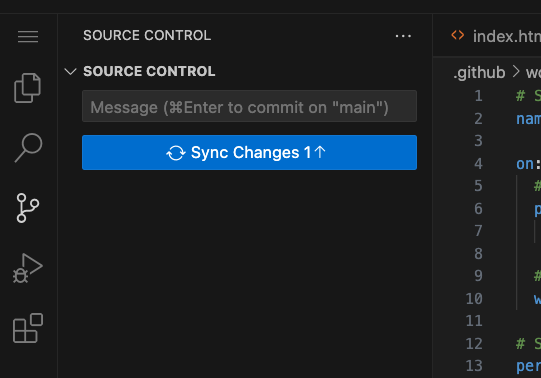 SOURCE CONTROL
SOURCE CONTROL
Message (⌘Enter to commit on "main")
Sync Changes 1↑
<> index.htm
.github > wo
1 # S
2 nam
3
4 on:
5 #
6 p
7
8
9 #
10 w
11
12 # S
13 per